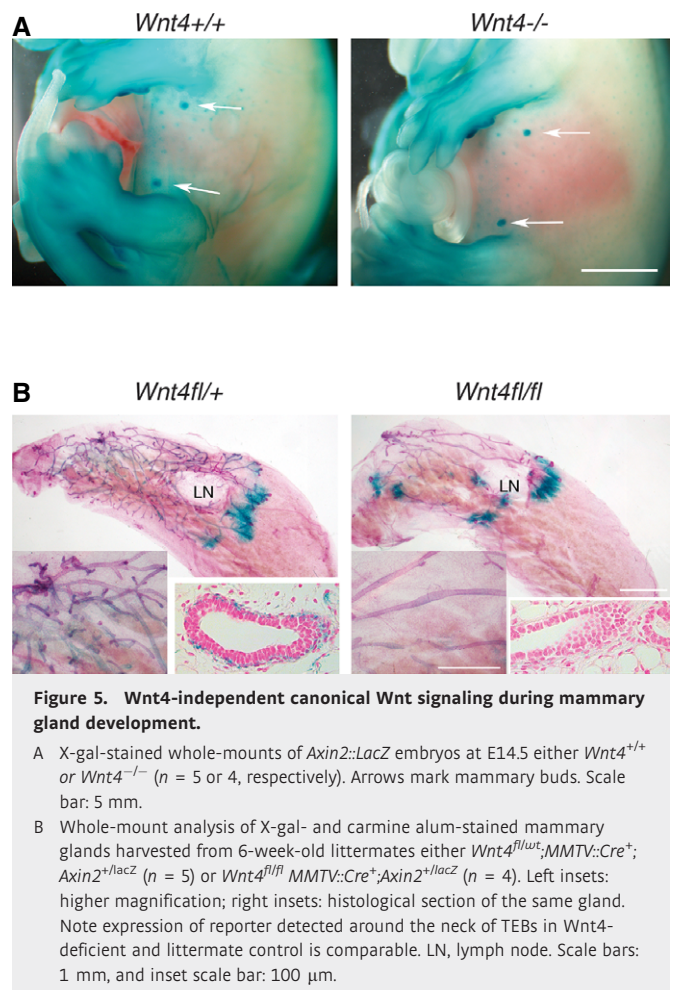 A
Wnt4+/+ Wnt4-/-
B
Wnt4fl/+ Wnt4fl/fl
LN LN
Figure 5. Wnt4-independent canonical Wnt signaling during mammary
gland development.
A X-gal-stained whole-mounts of Axin2::LacZ embryos at E14.5 either Wnt4+/+
or Wnt4−/− (n = 5 or 4, respectively). Arrows mark mammary buds. Scale
bar: 5 mm.
B Whole-mount analysis of X-gal- and carmine alum-stained mammary
glands harvested from 6-week-old littermates either Wnt4fl/wt;MMTV::Cre+;
Axin2+/lacZ (n = 5) or Wnt4fl/fl MMTV::Cre+;Axin2+/lacZ (n = 4). Left insets:
higher magnification; right insets: histological section of the same gland.
Note expression of reporter detected around the neck of TEBs in Wnt4-
deficient and littermate control is comparable. LN, lymph node. Scale bars:
1 mm, and inset scale bar: 100 μm.